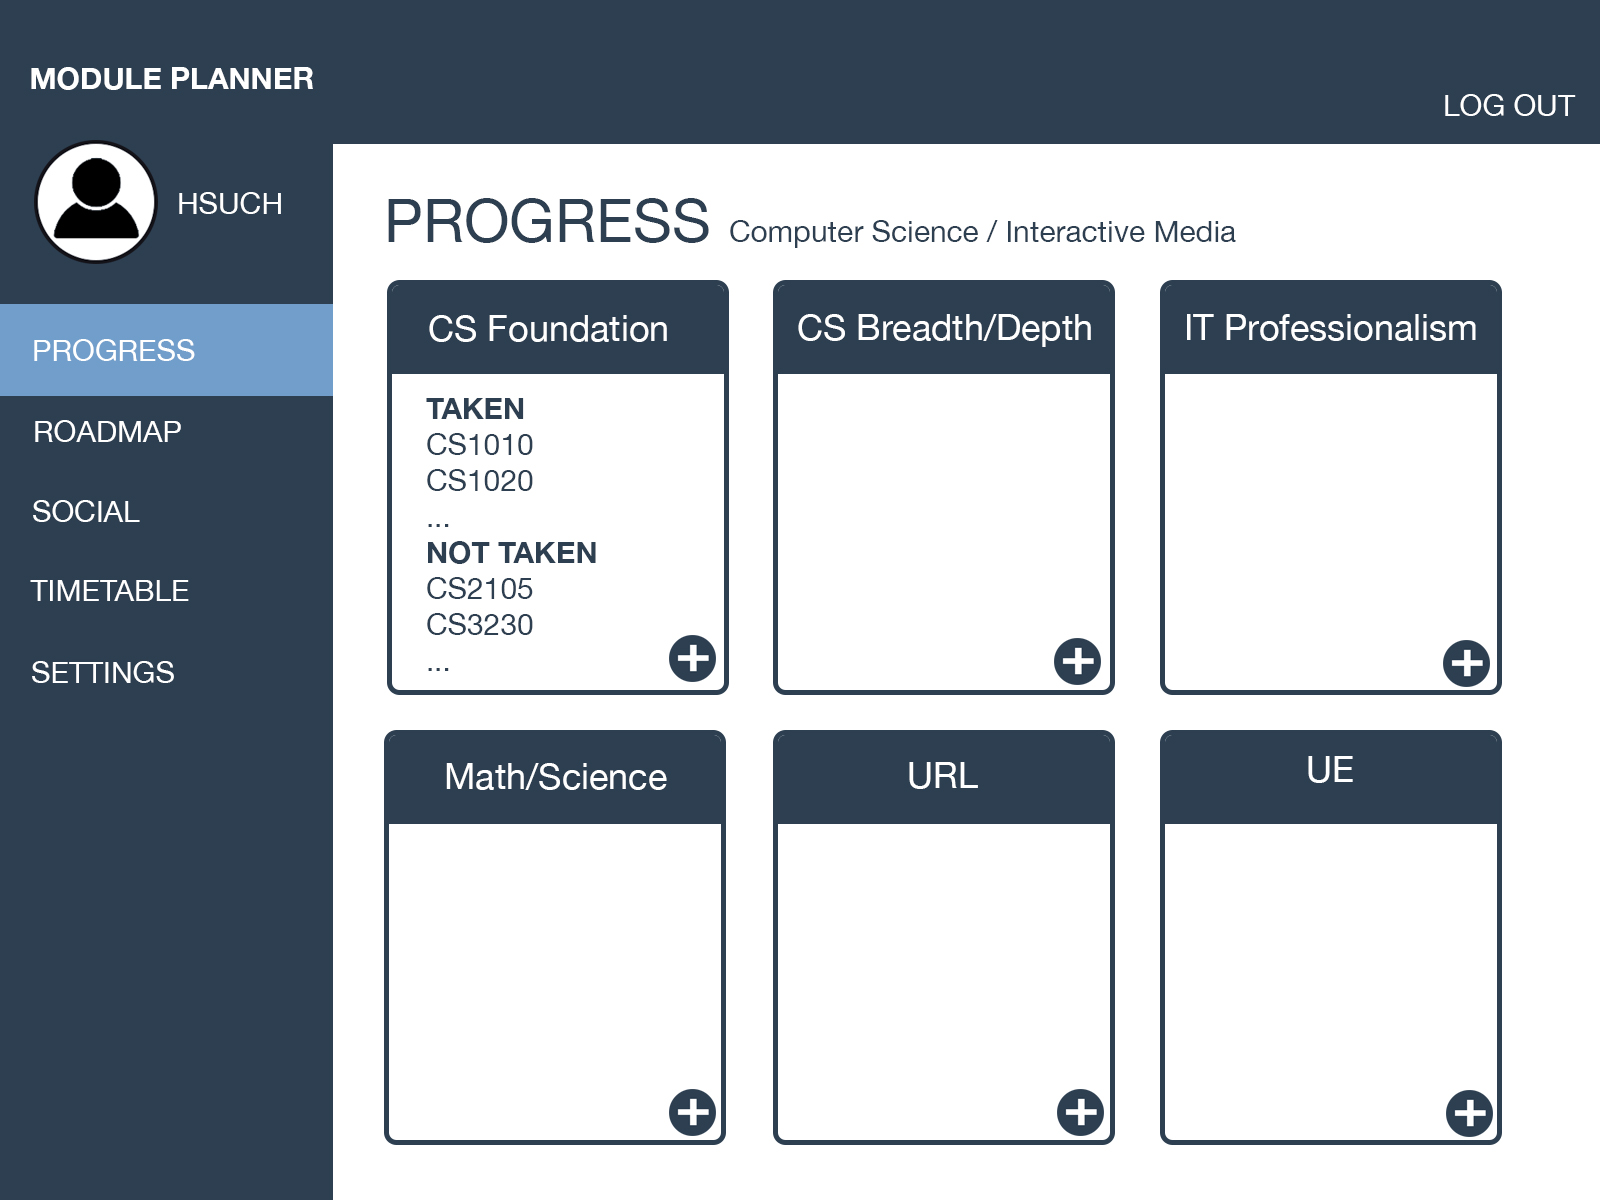 MODULE PLANNER
LOG OUT
HSUCH
PROGRESS
ROADMAP
SOCIAL
TIMETABLE
SETTINGS
PROGRESS Computer Science / Interactive Media
CS Foundation
TAKEN
CS1010
CS1020
...
NOT TAKEN
CS2105
CS3230
...
CS Breadth/Depth
IT Professionalism
Math/Science
URL
UE